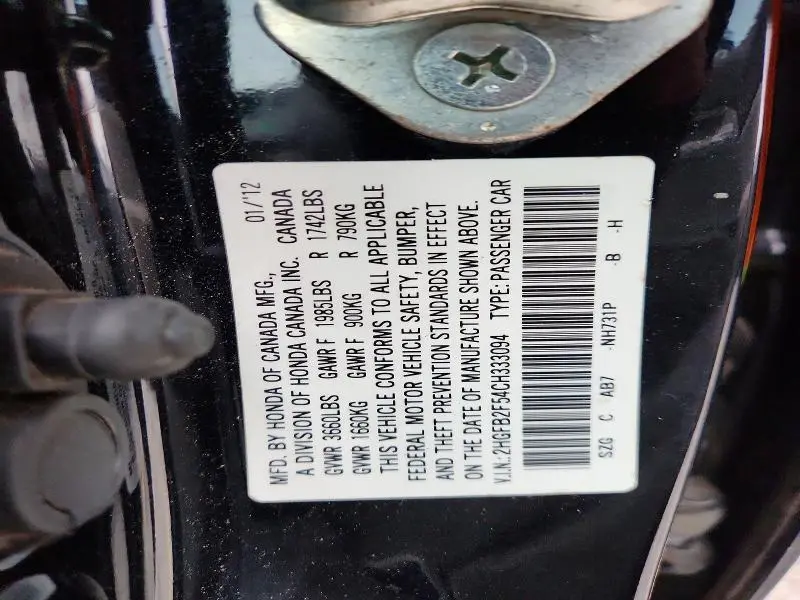 MFD. BY HONDA OF CANADA MFG., 01/'12
A DIVISION OF HONDA CANADA INC. CANADA
GVWR 3660LBS GAWR F 1985LBS R 1742LBS
GVWR 1660KG GAWR F 900KG R 790KG
THIS VEHICLE CONFORMS TO ALL APPLICABLE
FEDERAL MOTOR VEHICLE SAFETY, BUMPER,
AND THEFT PREVENTION STANDARDS IN EFFECT
ON THE DATE OF MANUFACTURE SHOWN ABOVE.
V.I.N.:2HGFB2F54CH333094 TYPE:PASSENGER CAR
SZG C AB7 -NH731P -B -H